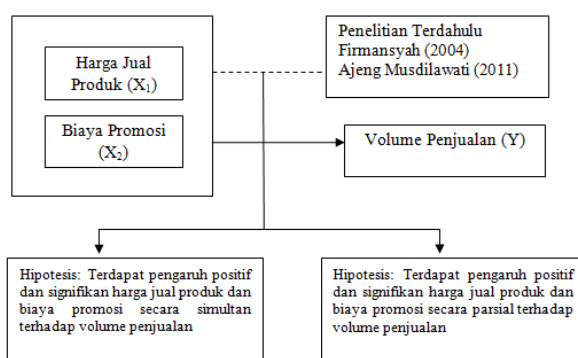 Harga Jual
Produk (X₁)
Biaya Promosi
(X₂)
Penelitian Terdahulu
Firmansyah (2004)
Ajeng Musdilawati (2011)
Volume Penjualan (Y)
Hipotesis: Terdapat pengaruh positif
dan signifikan harga jual produk dan
biaya promosi secara simultan
terhadap volume penjualan
Hipotesis: Terdapat pengaruh positif
dan signifikan harga jual produk dan
biaya promosi secara parsial terhadap
volume penjualan